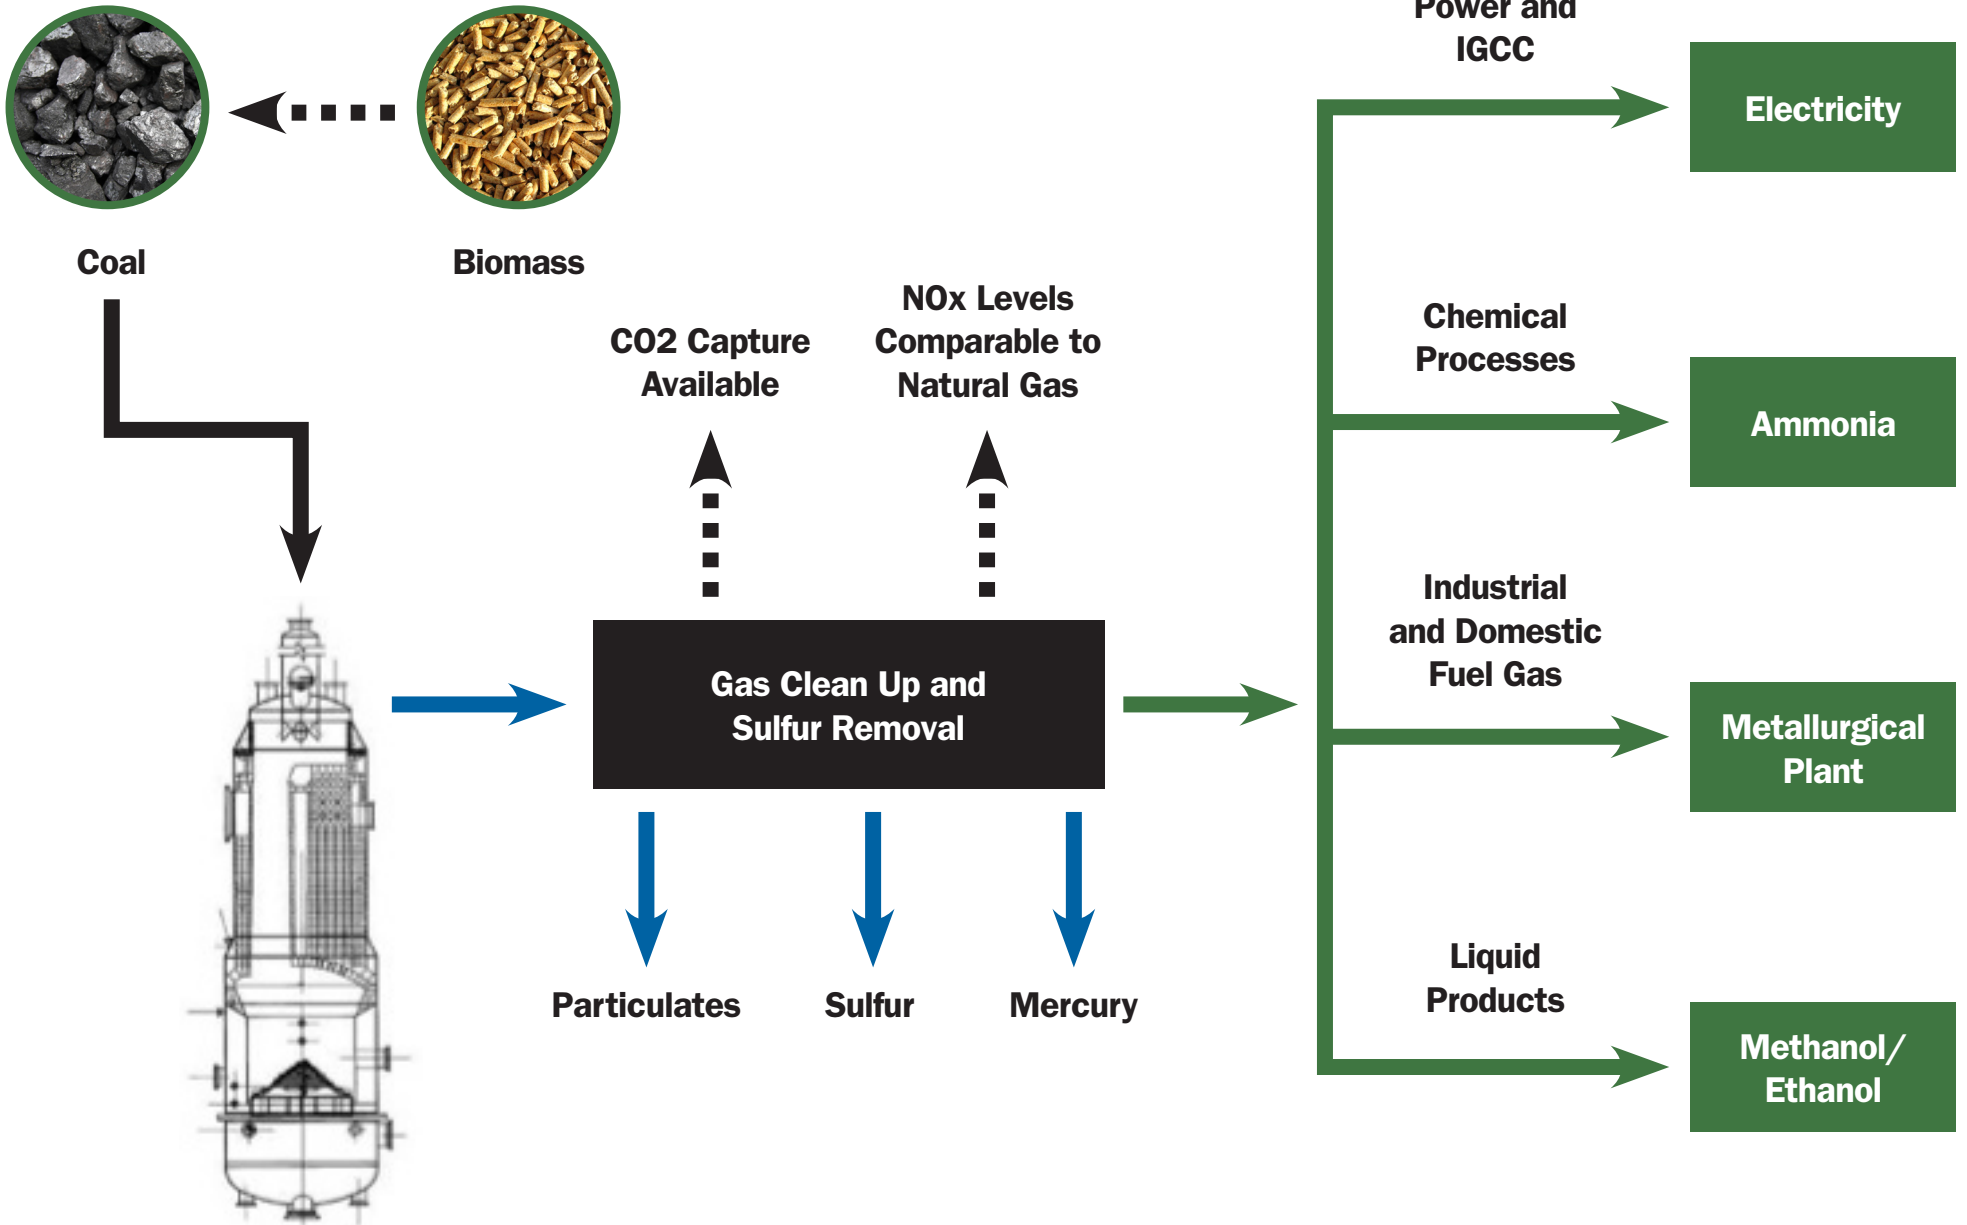 Power and
IGCC
Electricity
Coal
Biomass
CO2 Capture
Available
NOx Levels
Comparable to
Natural Gas
Chemical
Processes
Ammonia
Industrial
and Domestic
Fuel Gas
Gas Clean Up and
Sulfur Removal
Metallurgical
Plant
Particulates
Sulfur
Mercury
Liquid
Products
Methanol/
Ethanol